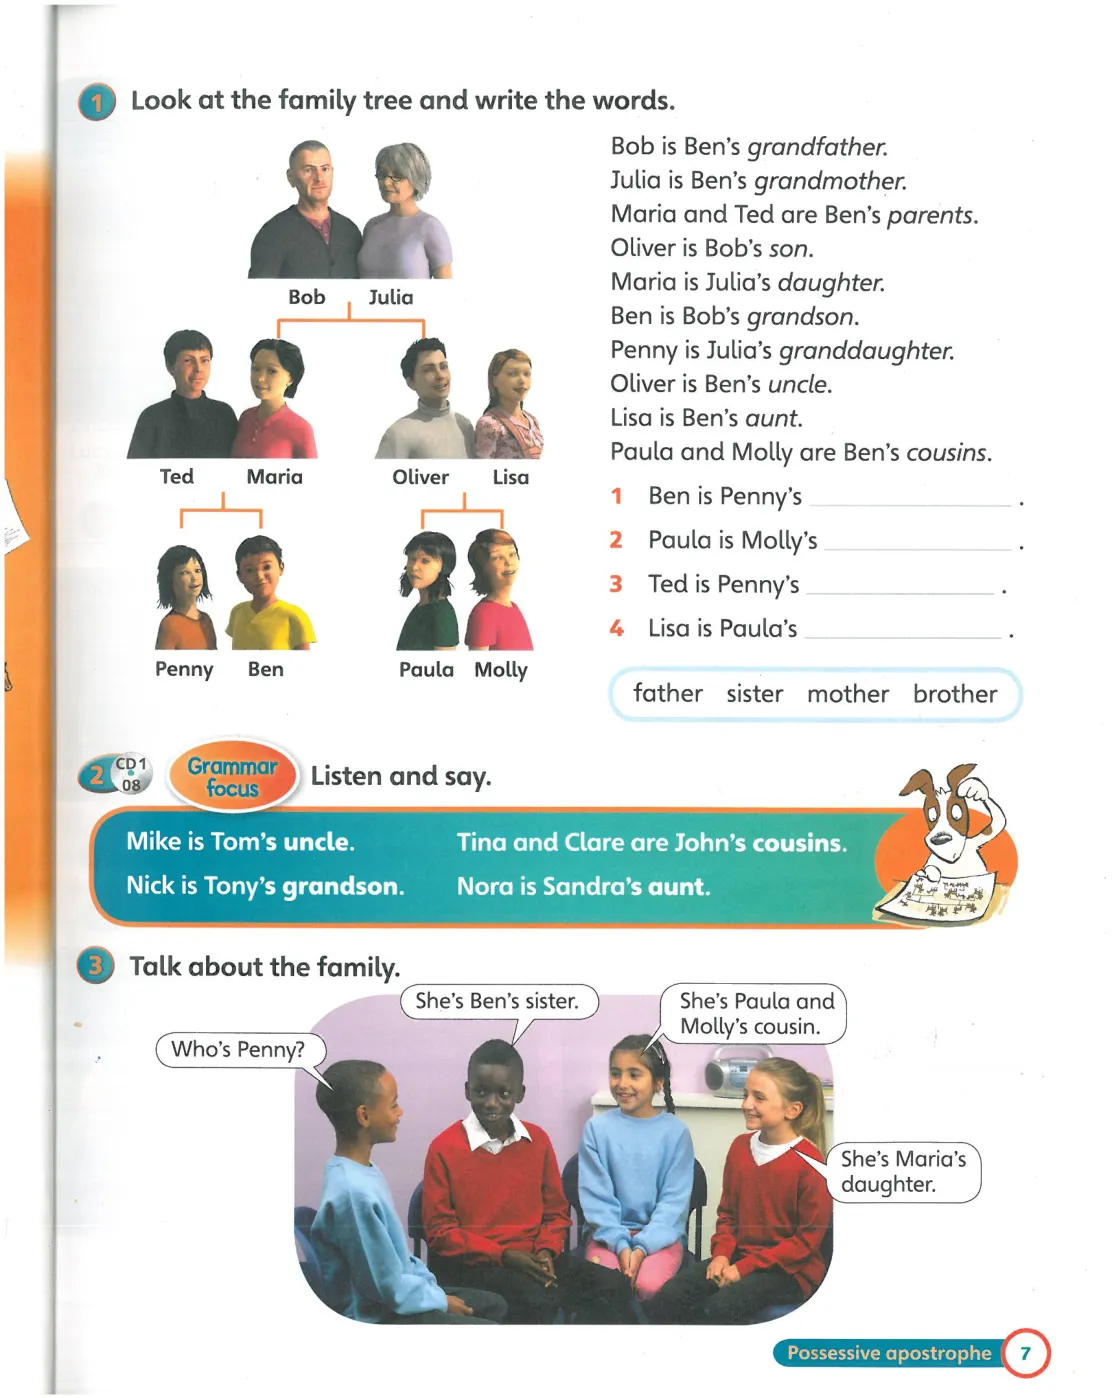 1 Look at the family tree and write the words.
Bob Julia
Ted Maria Oliver Lisa
Penny Ben Paula Molly
Bob is Ben's grandfather.
Julia is Ben's grandmother.
Maria and Ted are Ben's parents.
Oliver is Bob's son.
Maria is Julia's daughter.
Ben is Bob's grandson.
Penny is Julia's granddaughter.
Oliver is Ben's uncle.
Lisa is Ben's aunt.
Paula and Molly are Ben's cousins.
1 Ben is Penny's ____________ .
2 Paula is Molly's ____________ .
3 Ted is Penny's ____________ .
4 Lisa is Paula's ____________ .
father sister mother brother
2 CD1
08
Grammar
focus
Listen and say.
Mike is Tom's uncle.
Nick is Tony's grandson.
Tina and Clare are John's cousins.
Nora is Sandra's aunt.
3 Talk about the family.
Who's Penny?
She's Ben's sister.
She's Paula and
Molly's cousin.
She's Maria's
daughter.
Possessive apostrophe 7